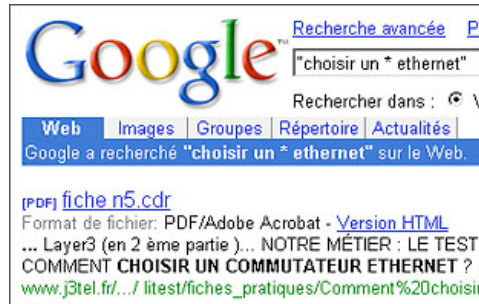 Google™
Recherche avancée
"choisir un * ethernet"
Rechercher dans :
Web Images Groupes Répertoire Actualités
Google a recherché "choisir un * ethernet" sur le Web.
[PDF] fiche n5.cdr
Format de fichier: PDF/Adobe Acrobat - Version HTML
... Layer3 (en 2 ème partie )... NOTRE MÉTIER : LE TEST
COMMENT CHOISIR UN COMMUTATEUR ETHERNET ?
www.j3tel.fr/.../ litest/fiches_pratiques/Comment%20choisi